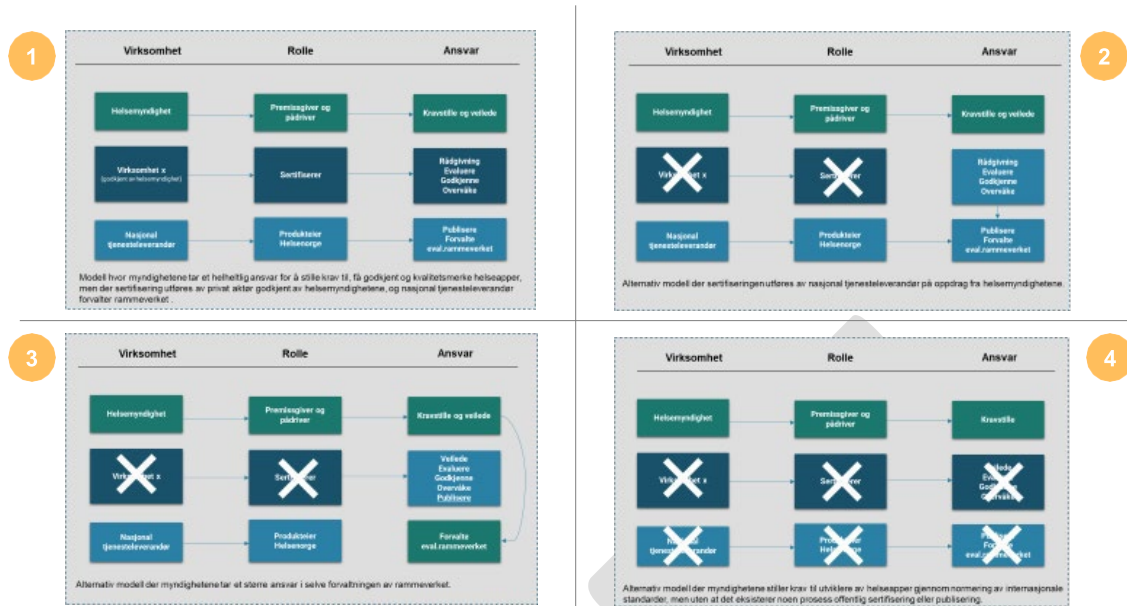 1
Virksomhet Rolle Ansvar
Helsemyndighet
Premissgiver og
pådriver
Kravstille og veilede
Virksomhet x
(godkjent av helsemyndighet)
Sertifiserer
Rådgivning
Evaluere
Godkjenne
Overvåke
Nasjonal
tjenesteleverandør
Produkteier
Helsenorge
Publisere
Forvalte
eval.rammeverket
Modell hvor myndighetene tar et helhetlig ansvar for å stille krav til, få godkjent og kvalitetsmerke helseapper,
men der sertifisering utføres av privat aktør godkjent av helsemyndighetene, og nasjonal tjenesteleverandør
forvalter rammeverket .
2
Virksomhet Rolle Ansvar
Helsemyndighet
Premissgiver og
pådriver
Kravstille og veilede
Rådgivning
Evaluere
Godkjenne
Overvåke
Nasjonal
tjenesteleverandør
Produkteier
Helsenorge
Publisere
Forvalte
eval.rammeverket
Alternativ modell der sertifiseringen utføres av nasjonal tjenesteleverandør på oppdrag fra helsemyndighetene.
3
Virksomhet Rolle Ansvar
Helsemyndighet
Premissgiver og
pådriver
Kravstille og veilede
Veilede
Evaluere
Godkjenne
Overvåke
Publisere
Nasjonal
tjenesteleverandør
Produkteier
Helsenorge
Forvalte
eval.rammeverket
Alternativ modell der myndighetene tar et større ansvar i selve forvaltningen av rammeverket.
4
Virksomhet Rolle Ansvar
Helsemyndighet
Premissgiver og
pådriver
Kravstille
tjenesteleverandør
eval.rammeverket
Alternativ modell der myndighetene stiller krav til utviklere av helseapper gjennom normering av internasjonale
standarder, men uten at det eksisterer noen prosess offentlig sertifisering eller publisering.